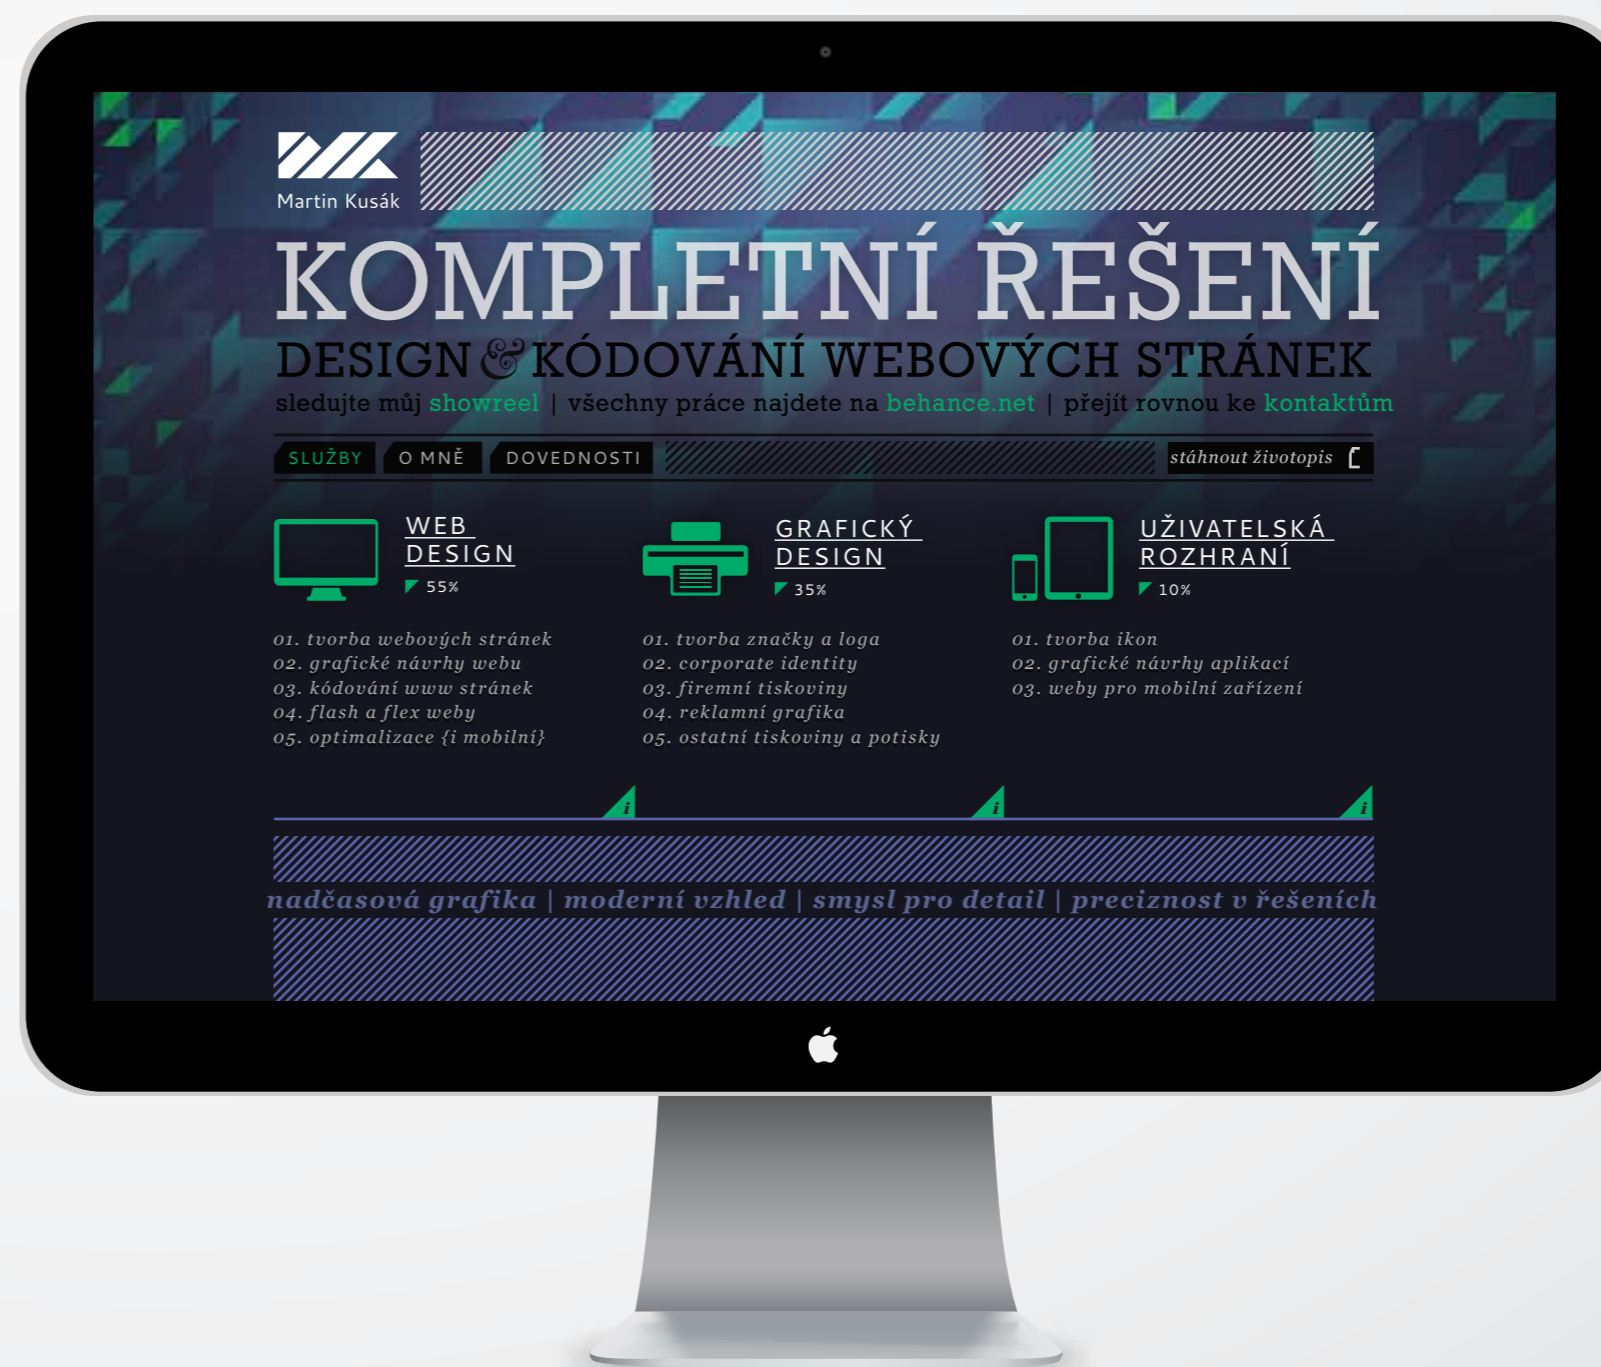 Martin Kusák
KOMPLETNÍ ŘEŠENÍ
DESIGN & KÓDOVÁNÍ WEBOVÝCH STRÁNEK
sledujte můj showreel | všechny práce najdete na behance.net | přejít rovnou ke kontaktům
SLUŽBY O MNĚ DOVEDNOSTI stáhnout životopis
WEB
DESIGN
55%
01. tvorba webových stránek
02. grafické návrhy webu
03. kódování www stránek
04. flash a flex weby
05. optimalizace {i mobilní}
i
GRAFICKÝ
DESIGN
35%
01. tvorba značky a loga
02. corporate identity
03. firemní tiskoviny
04. reklamní grafika
05. ostatní tiskoviny a potisky
i
UŽIVATELSKÁ
ROZHRANÍ
10%
01. tvorba ikon
02. grafické návrhy aplikací
03. weby pro mobilní zařízení
i
nadčasová grafika | moderní vzhled | smysl pro detail | preciznost v řešeních